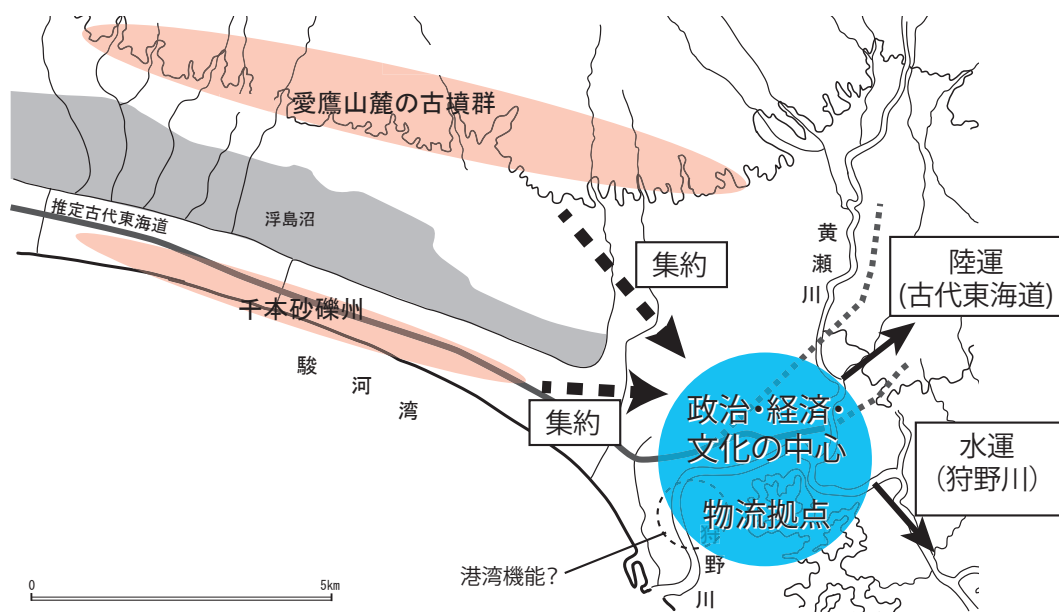 愛鷹山麓の古墳群
推定古代東海道
浮島沼
千本砂礫州
駿河湾
集約
集約
黄瀬川
陸運
(古代東海道)
政治・経済・
文化の中心
物流拠点
水運
（狩野川）
狩野川
港湾機能？
0 5km